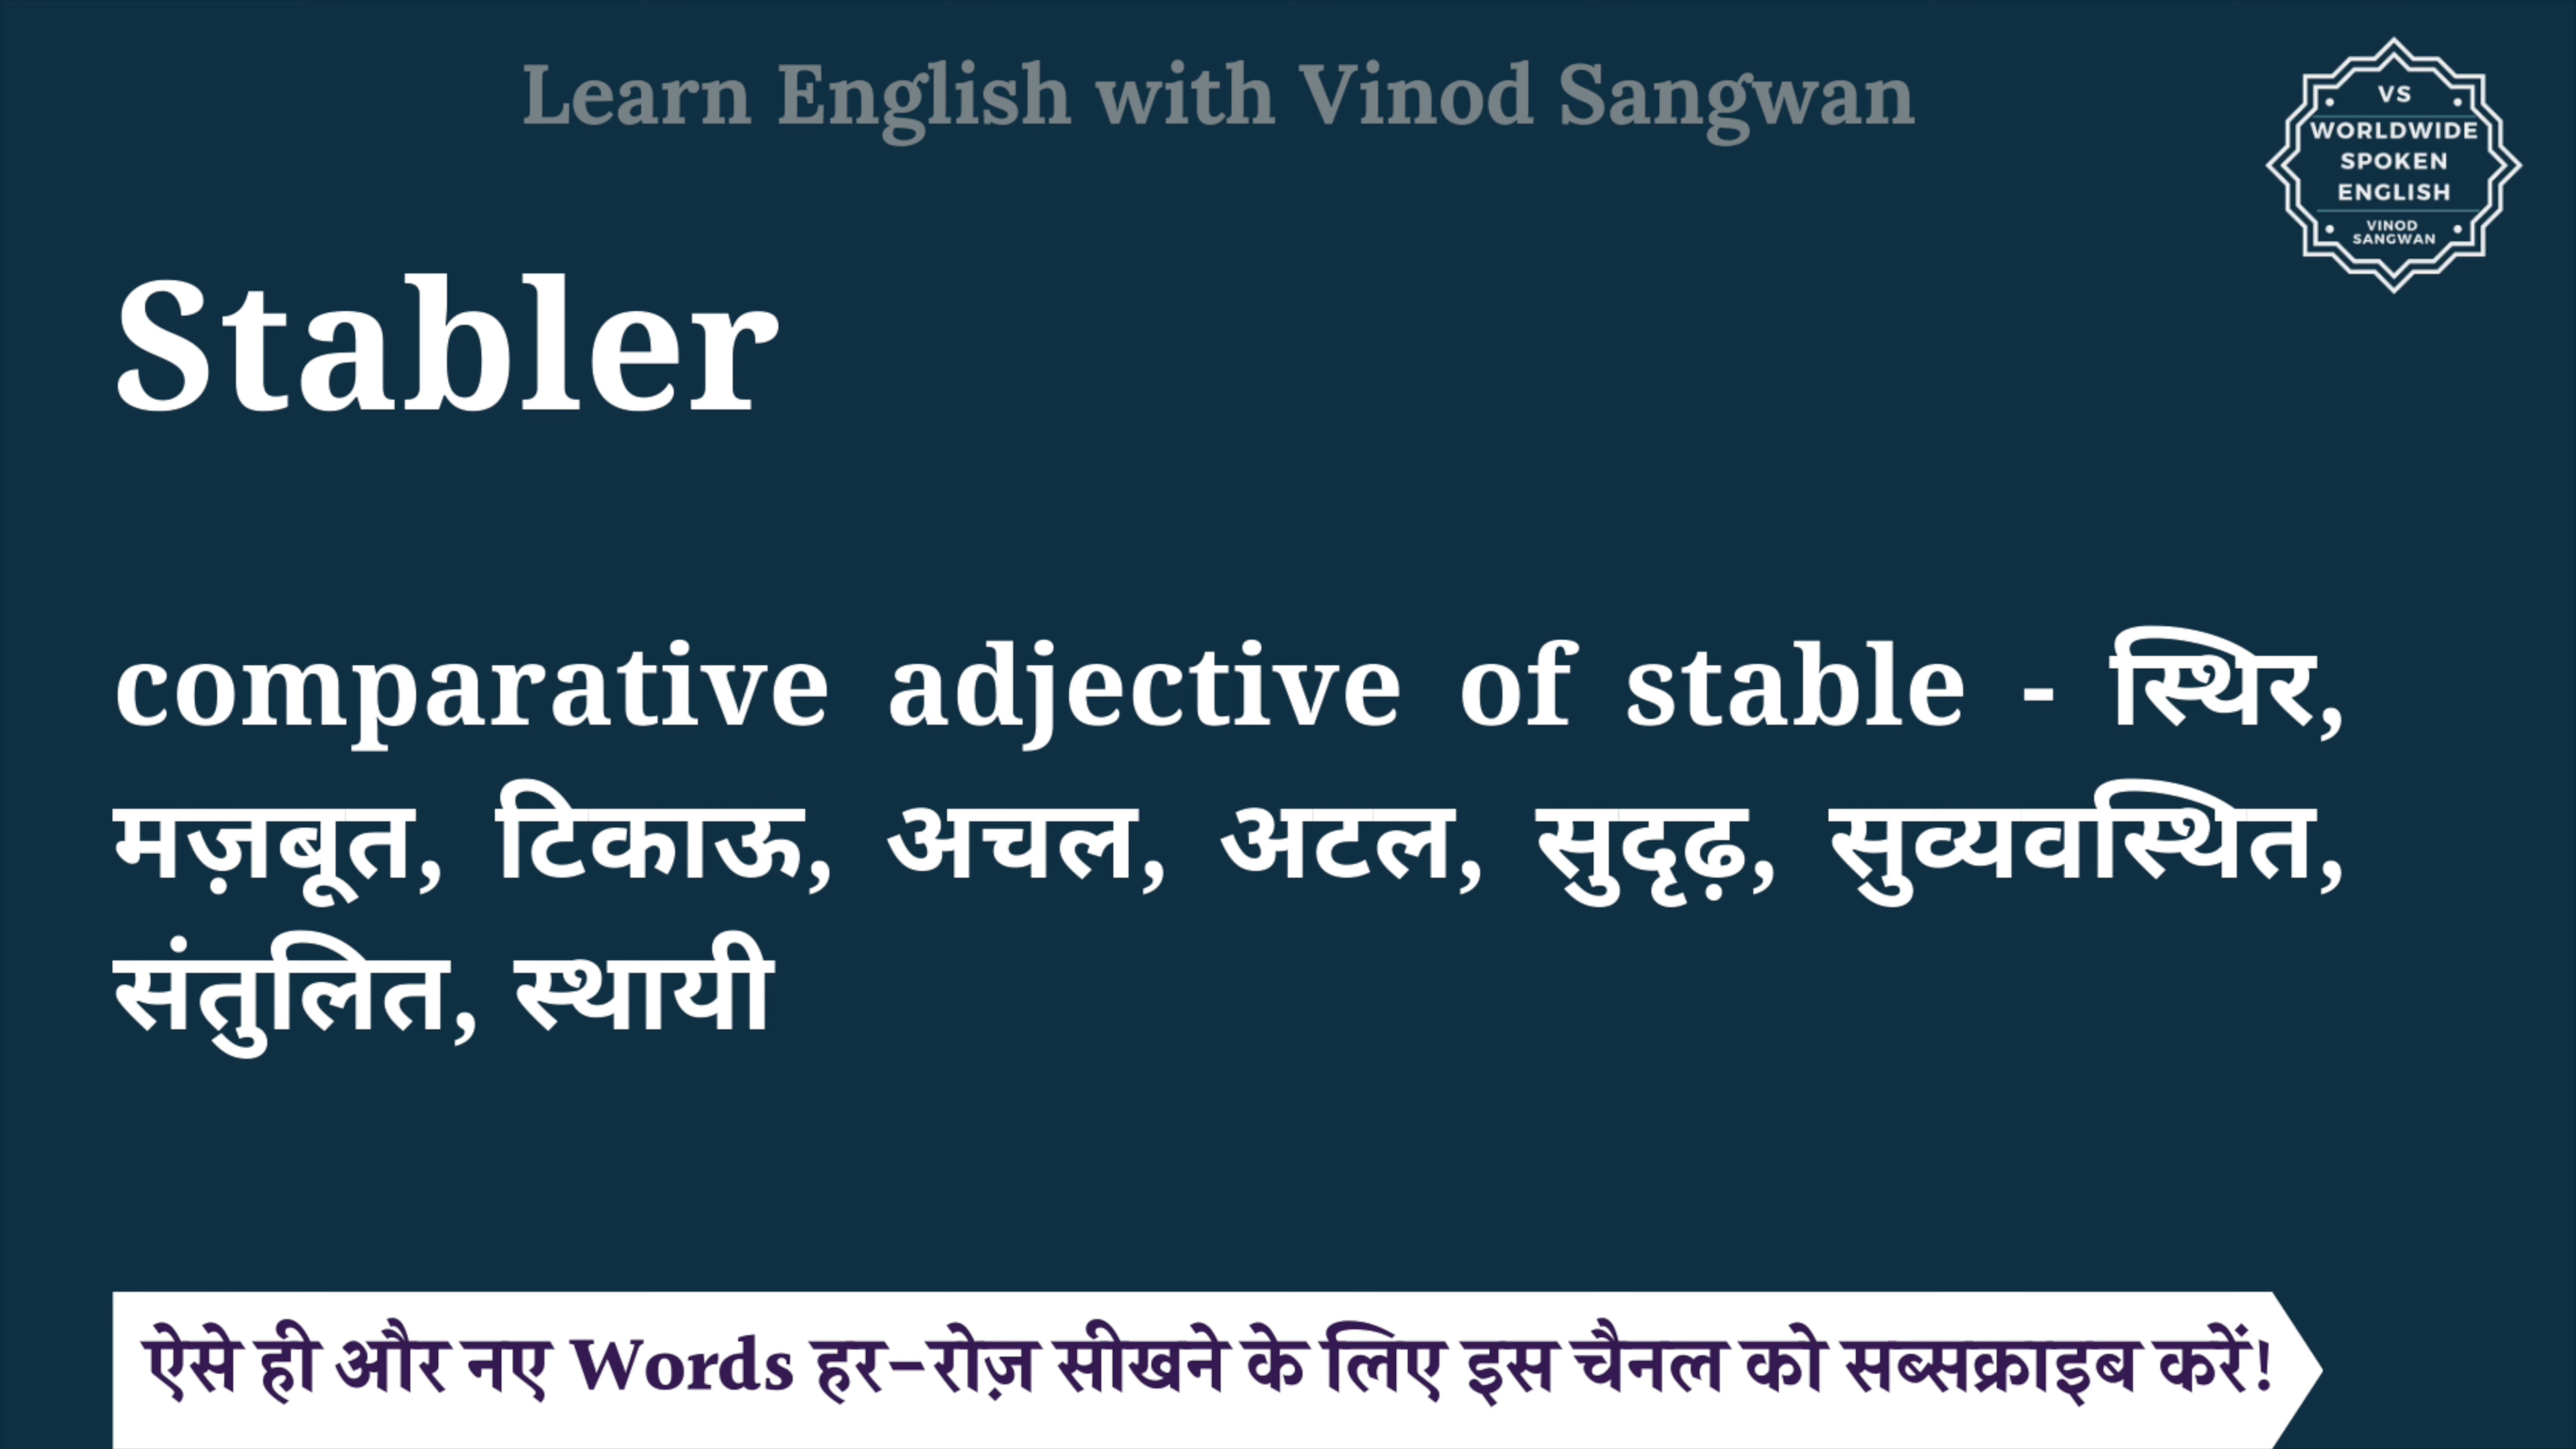 Learn English with Vinod Sangwan
VS
WORLDWIDE
SPOKEN
ENGLISH
VINOD
SANGWAN
Stabler
comparative adjective of stable - स्थिर,
मज़बूत, टिकाऊ, अचल, अटल, सुदृढ़, सुव्यवस्थित,
संतुलित, स्थायी
ऐसे ही और नए Words हर-रोज़ सीखने के लिए इस चैनल को सब्सक्राइब करें!